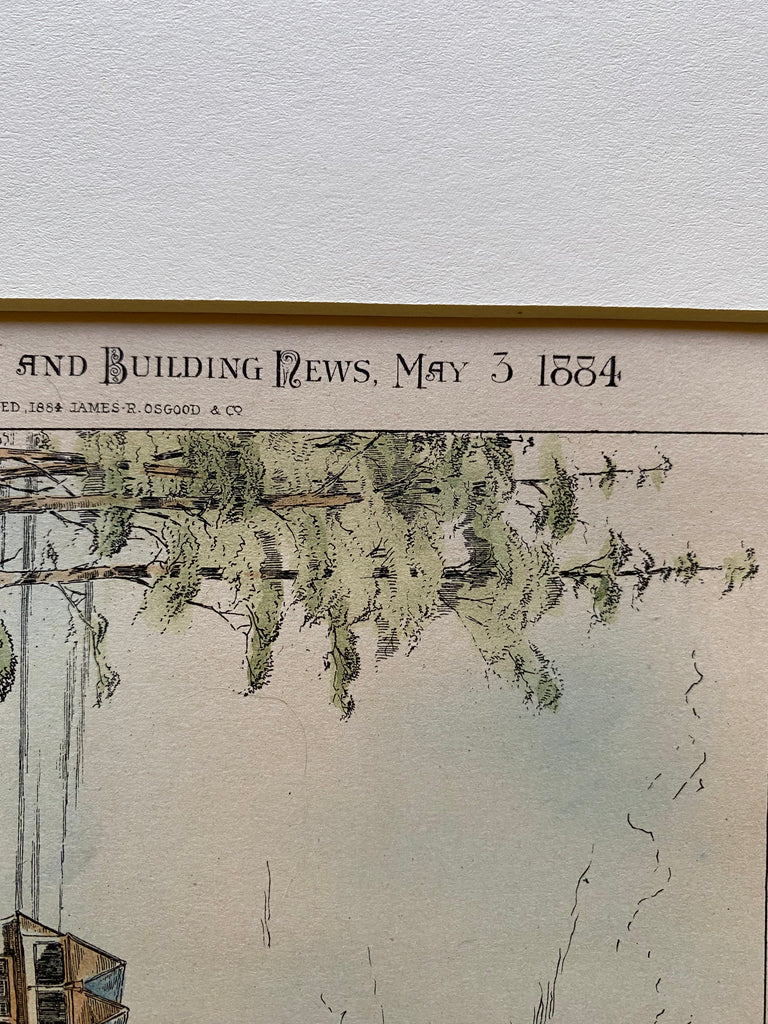 AND BUILDING NEWS, MAY 3 1884
ED, 1884 JAMES-R. OSGOOD & CO